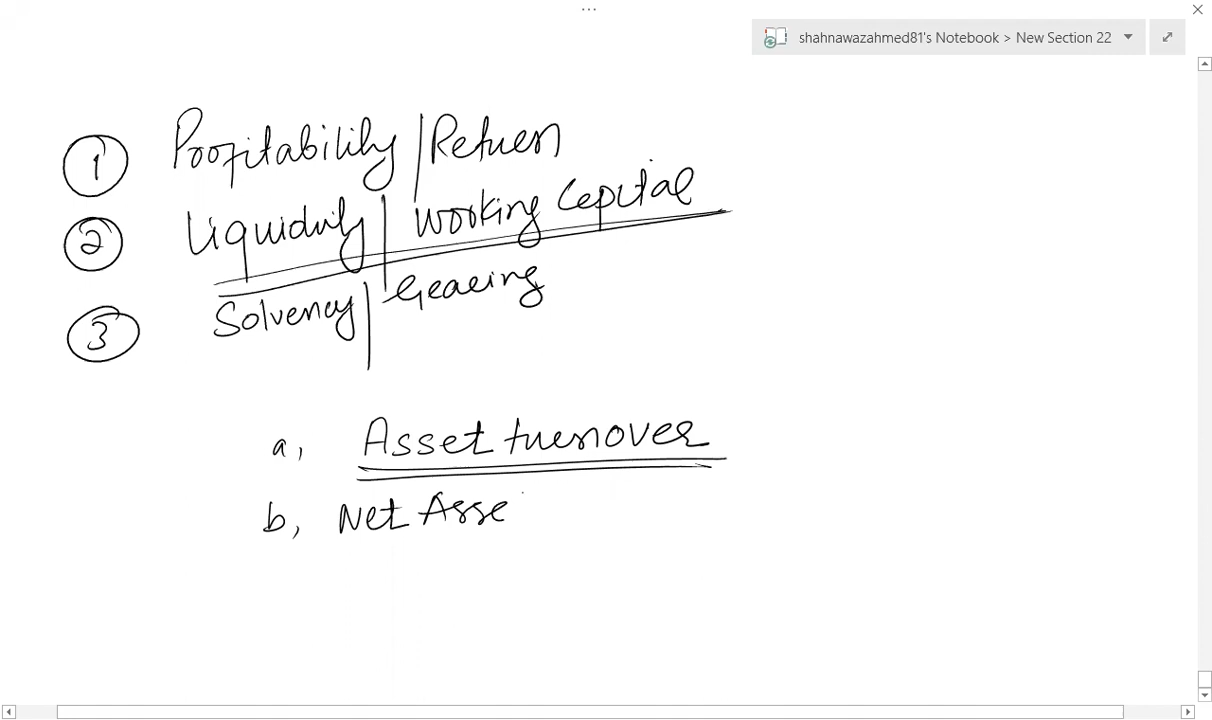 ...
shahnawazahmed81's Notebook > New Section 22
1 Profitability / Return
2 Liquidity / Working Capital
3 Solvency / Gearing
a, Asset turnover
b, Net Asse